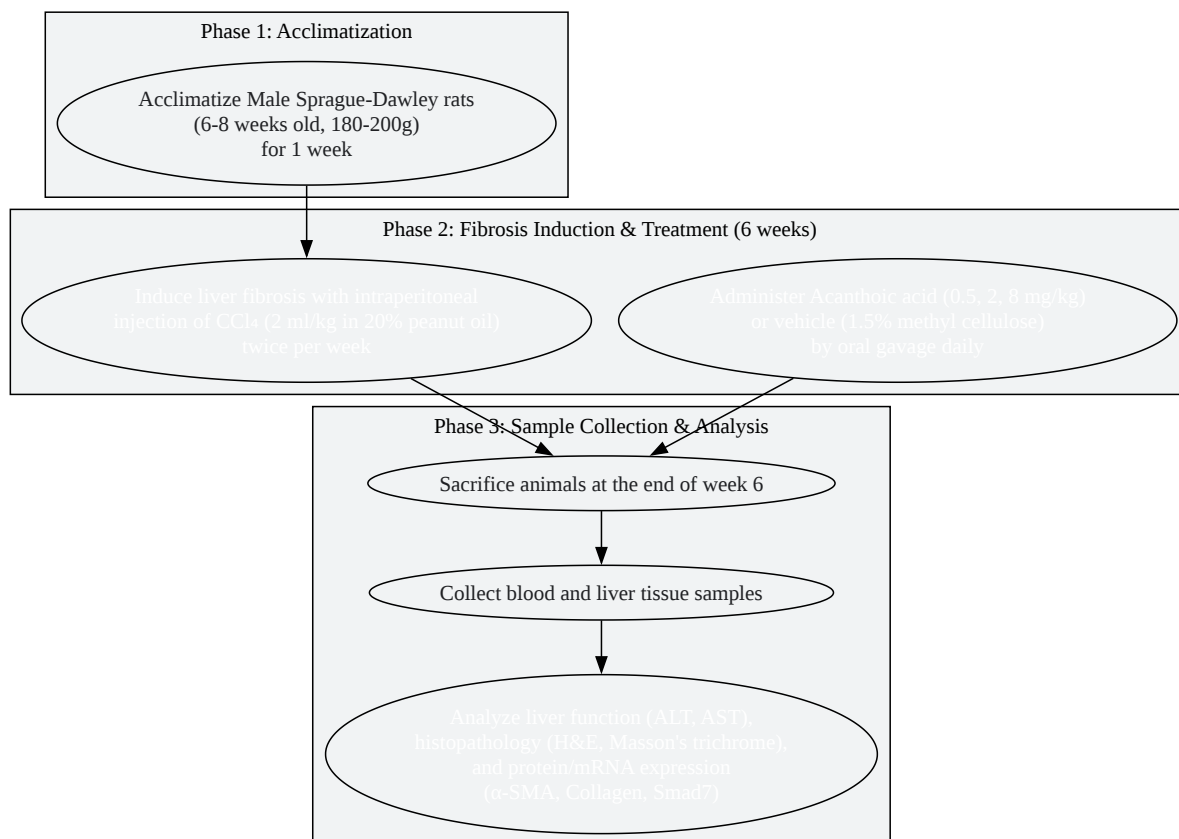 Phase 1: Acclimatization
Acclimatize Male Sprague-Dawley rats
(6-8 weeks old, 180-200g)
for 1 week
Phase 2: Fibrosis Induction & Treatment (6 weeks)
Induce liver fibrosis with intraperitoneal
injection of CCl₄ (2 ml/kg in 20% peanut oil)
twice per week
Administer Acanthoic acid (0.5, 2, 8 mg/kg)
or vehicle (1.5% methyl cellulose)
by oral gavage daily
Phase 3: Sample Collection & Analysis
Sacrifice animals at the end of week 6
Collect blood and liver tissue samples
Analyze liver function (ALT, AST),
histopathology (H&E, Masson's trichrome),
and protein/mRNA expression
(α-SMA, Collagen, Smad7)